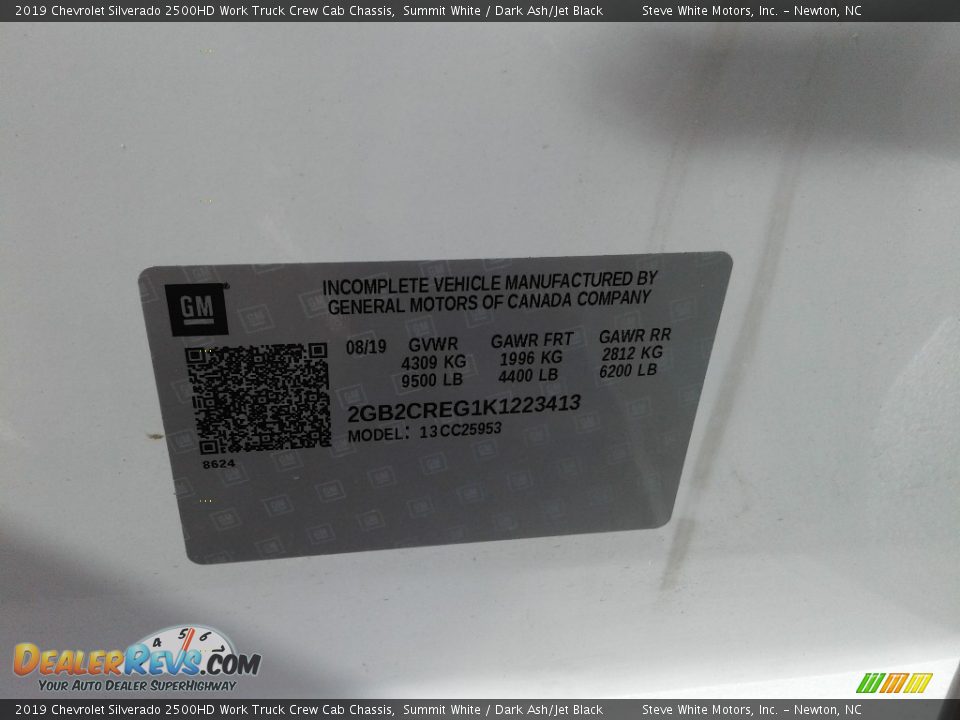 2019 Chevrolet Silverado 2500HD Work Truck Crew Cab Chassis,  Summit White / Dark Ash/Jet Black        Steve White Motors, Inc. – Newton, NC
INCOMPLETE VEHICLE MANUFACTURED BY
GENERAL MOTORS OF CANADA COMPANY
GM
08/19 GVWR GAWR FRT GAWR RR
4309 KG 1996 KG 2812 KG
9500 LB 4400 LB 6200 LB
2GB2CREG1K1223413
MODEL: 13CC25953
8624
4 5 6 7
DealerRevs.com
Your Auto Dealer SuperHighway
2019 Chevrolet Silverado 2500HD Work Truck Crew Cab Chassis,  Summit White / Dark Ash/Jet Black        Steve White Motors, Inc. – Newton, NC